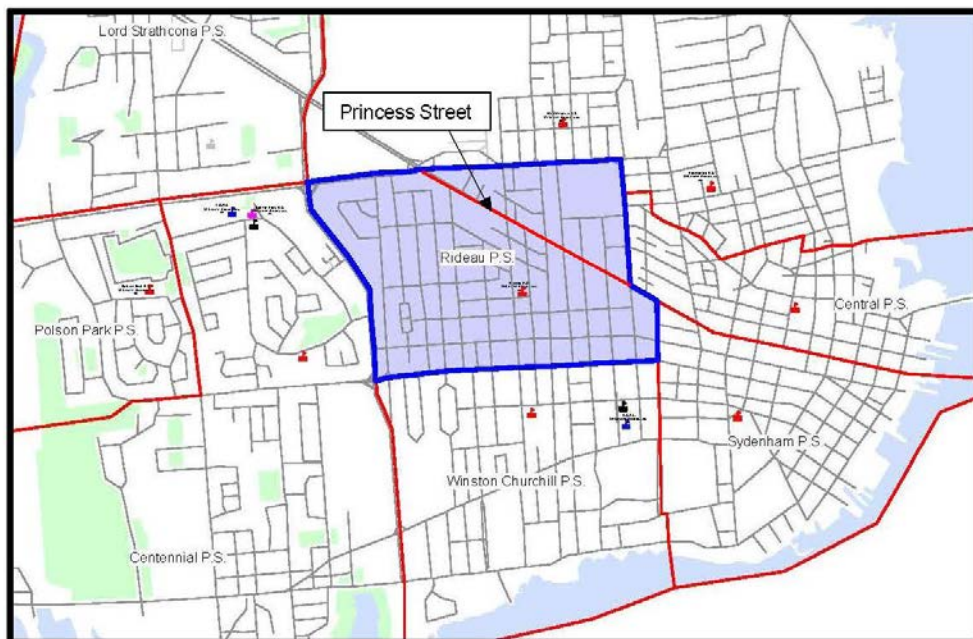 Lord Strathcona P.S.
Princess Street
Rideau P.S.
Polson Park P.S.
Central P.S.
Sydenham P.S.
Winston Churchill P.S.
Centennial P.S.